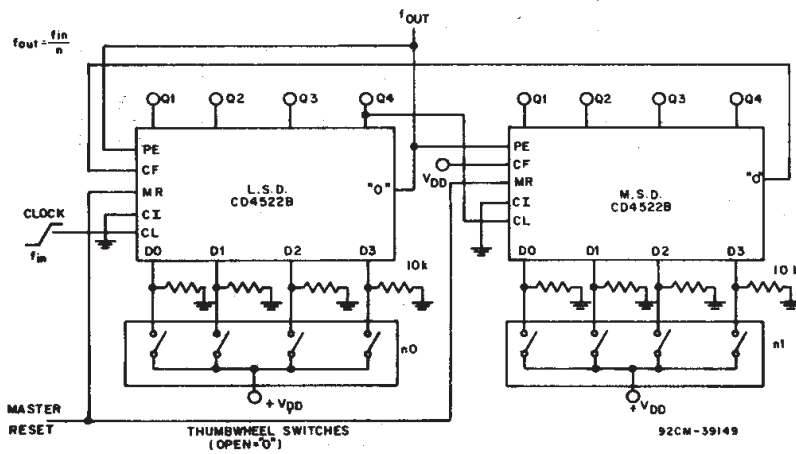 fOUT
fout = fin/n
Q1 Q2 Q3 Q4
Q1 Q2 Q3 Q4
PE
CF
MR
CI
CL
L.S.D.
CD4522B
"0"
PE
CF
MR
CI
CL
VDD
M.S.D.
CD4522B
"0"
CLOCK
fin
D0 D1 D2 D3
D0 D1 D2 D3
10k
10k
n0
n1
+VDD
+VDD
MASTER
RESET
THUMBWHEEL SWITCHES
(OPEN="0")
92CM-39149